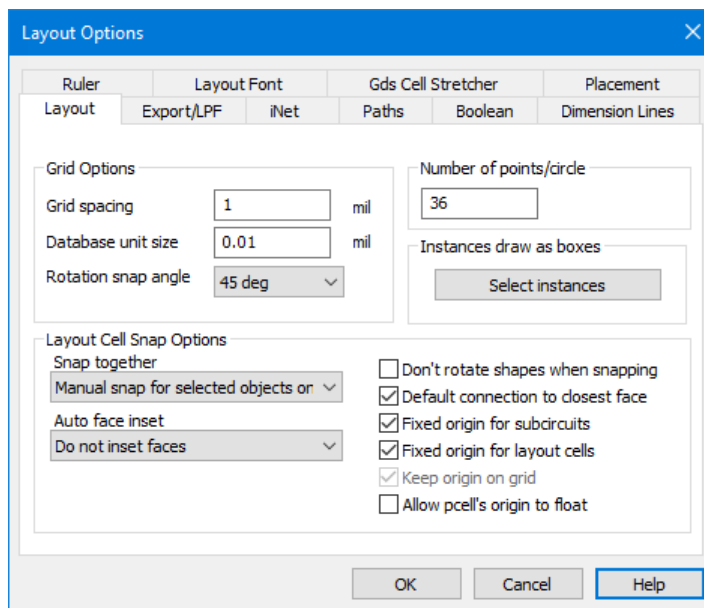 Layout Options
Ruler Layout Font Gds Cell Stretcher Placement
Layout Export/LPF iNet Paths Boolean Dimension Lines
Grid Options
Grid spacing 1 mil
Database unit size 0.01 mil
Rotation snap angle 45 deg
Number of points/circle
36
Instances draw as boxes
Select instances
Layout Cell Snap Options
Snap together
Manual snap for selected objects on
Auto face inset
Do not inset faces
Don't rotate shapes when snapping
Default connection to closest face
Fixed origin for subcircuits
Fixed origin for layout cells
Keep origin on grid
Allow pcell's origin to float
OK Cancel Help